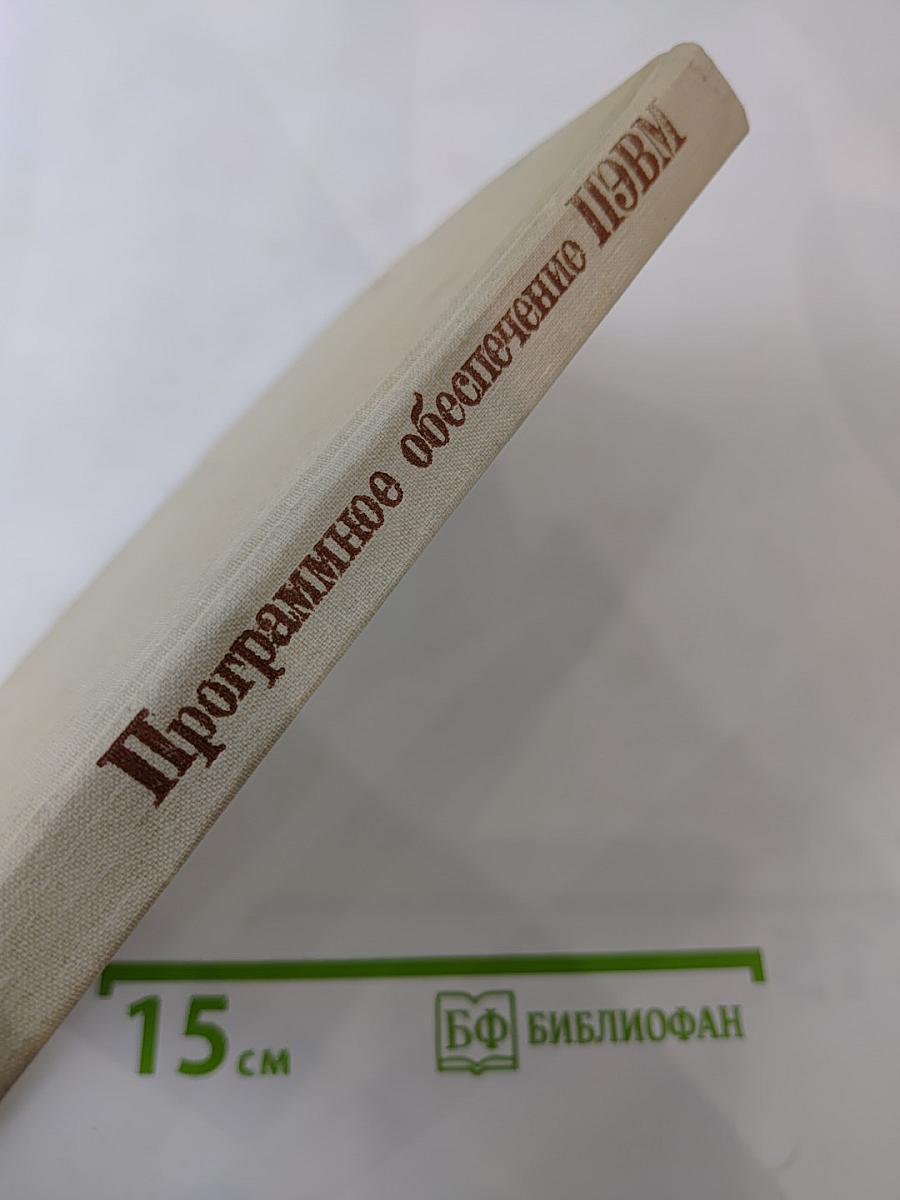 Программное обеспечение ПЭВМ
15 см
БФ БИБЛИОФАН